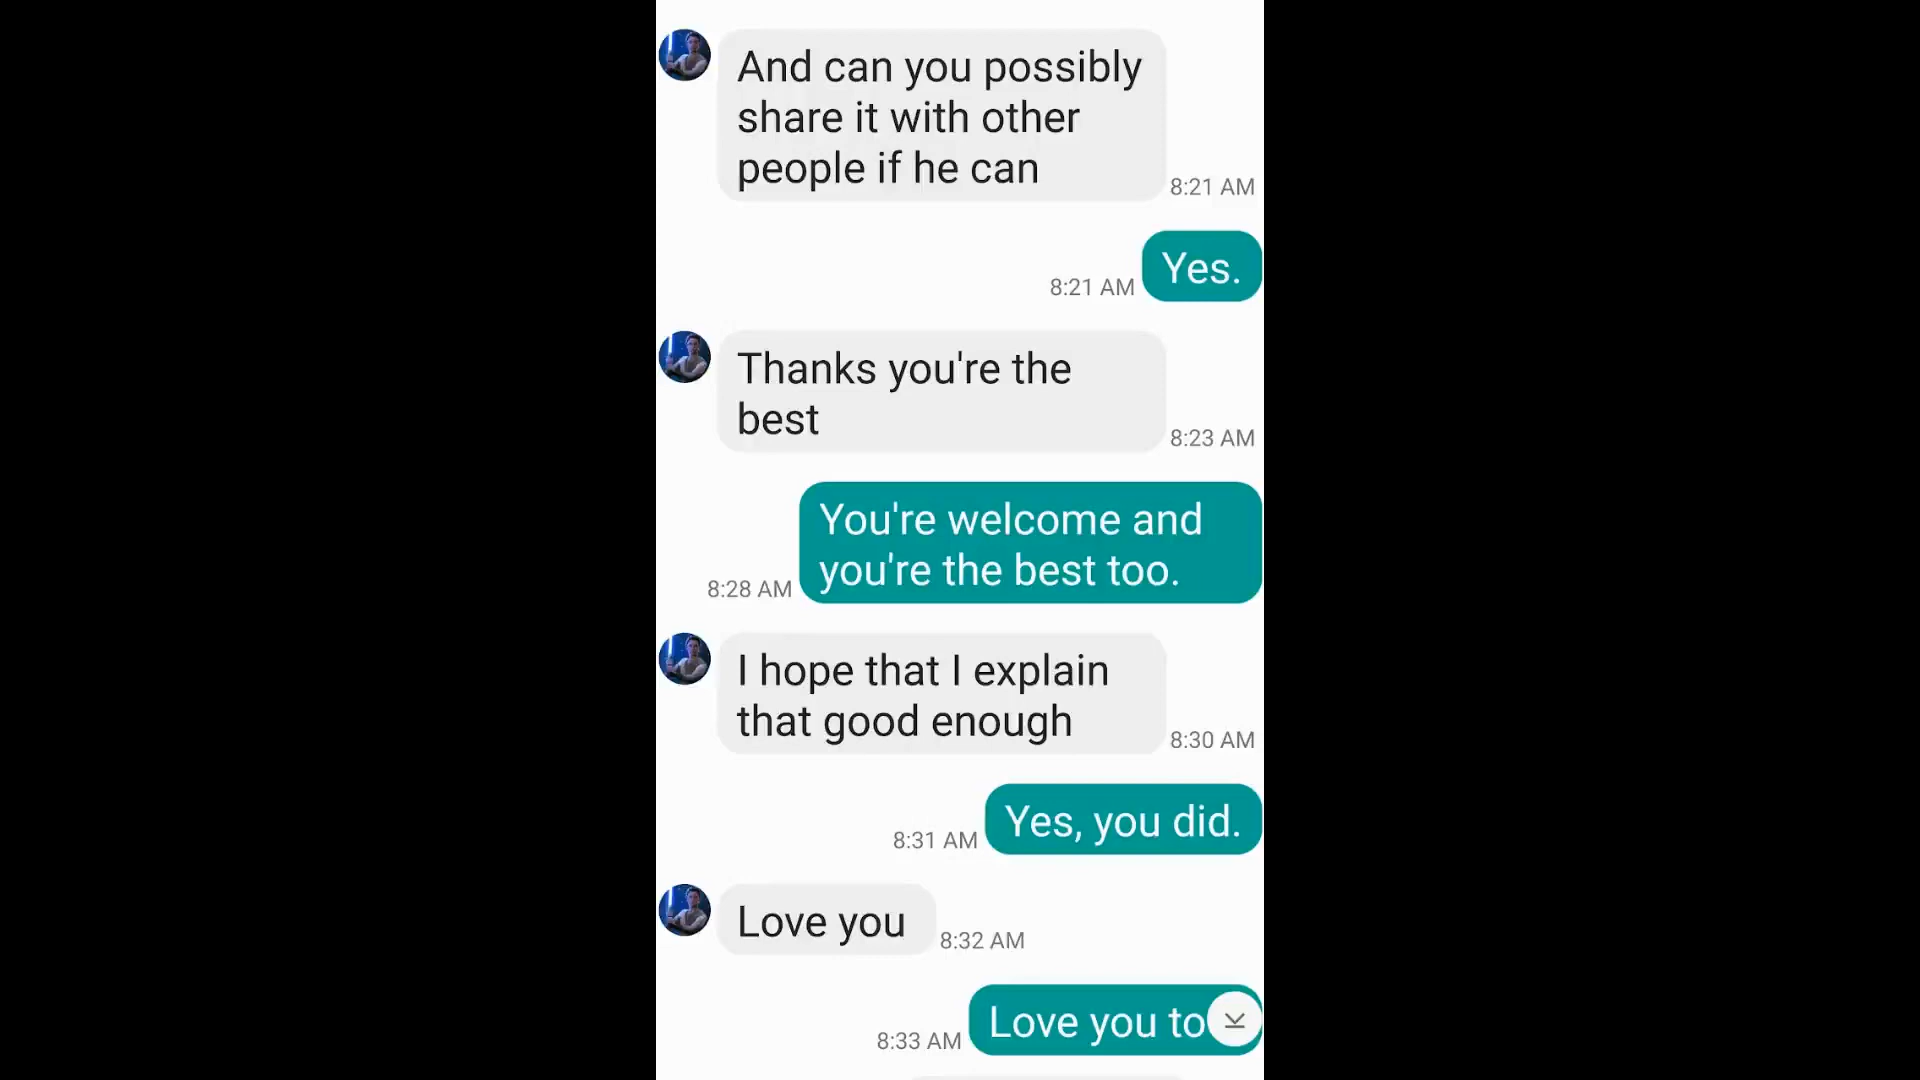 And can you possibly
share it with other
people if he can
8:21 AM
Yes.
8:21 AM
Thanks you're the
best
8:23 AM
You're welcome and
you're the best too.
8:28 AM
I hope that I explain
that good enough
8:30 AM
Yes, you did.
8:31 AM
Love you
8:32 AM
Love you to
8:33 AM